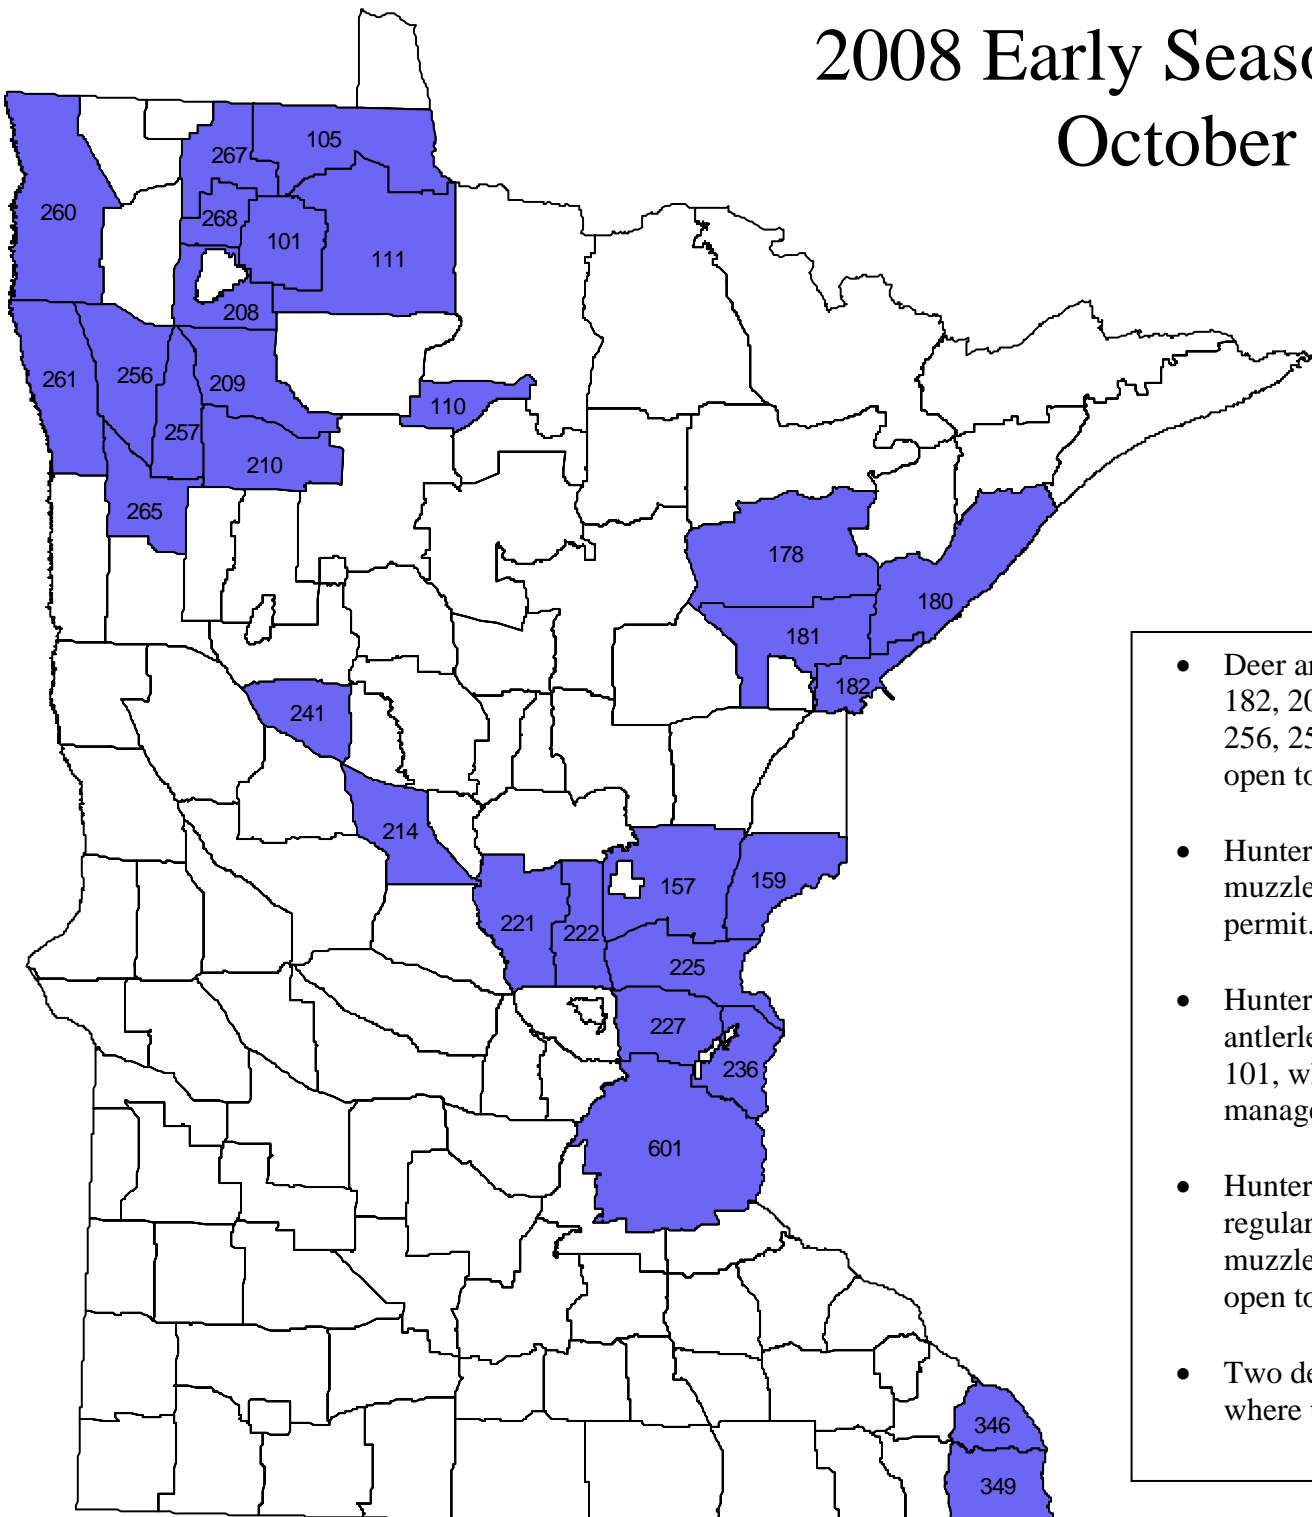 2008 Early Seaso
October
105
267
260
268
101
111
208
261
256
209
110
257
210
265
178
180
181
182
241
214
157
159
221
222
225
227
236
601
346
349
• Deer ar
182, 20
256, 25
open to
• Hunter
muzzle
permit.
• Hunter
antlerle
101, wh
manage
• Hunter
regular
muzzle
open to
• Two de
where t